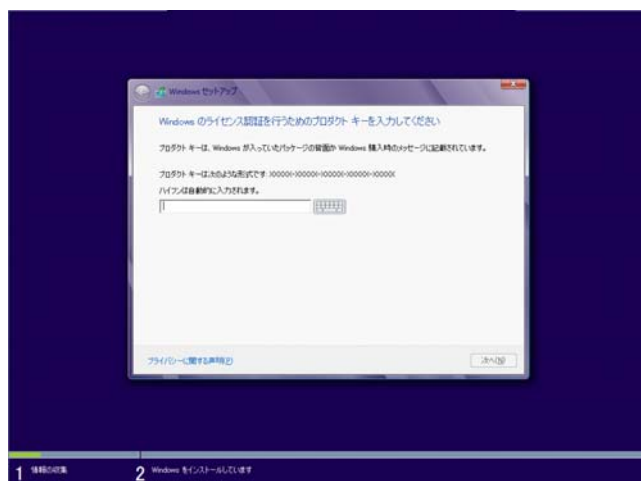 Windows セットアップ
Windows のライセンス認証を行うためのプロダクト キーを入力してください
プロダクト キーは、Windows が入っていたパッケージの背面か Windows 購入時のメッセージに記載されています。
プロダクト キーは次のような形式です: XXXXX-XXXXX-XXXXX-XXXXX-XXXXX
ハイフンは自動的に入力されます。
プライバシーに関する声明(P)
次へ(N)
1 情報の収集
2 Windows をインストールしています